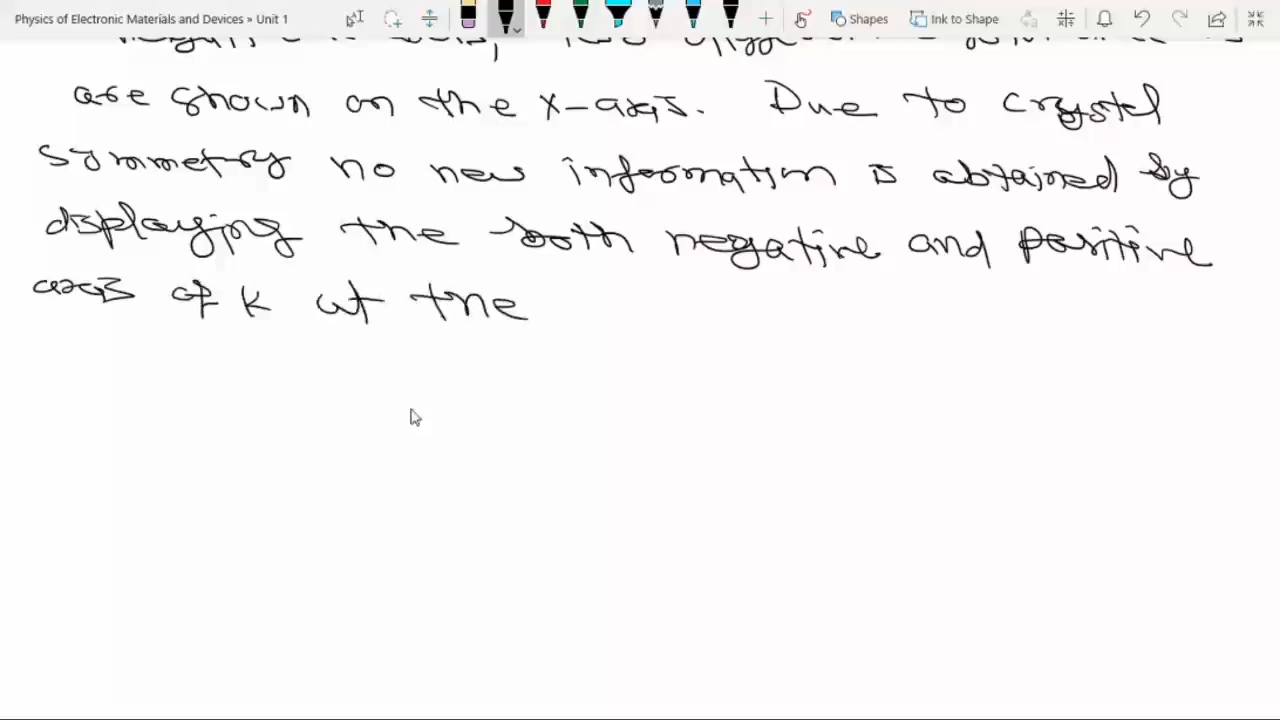 Physics of Electronic Materials and Devices » Unit 1
Shapes
Ink to Shape
are shown on the X-axis. Due to crystal
symmetry no new information is obtained by
displaying the both negative and positive
axis of k at the